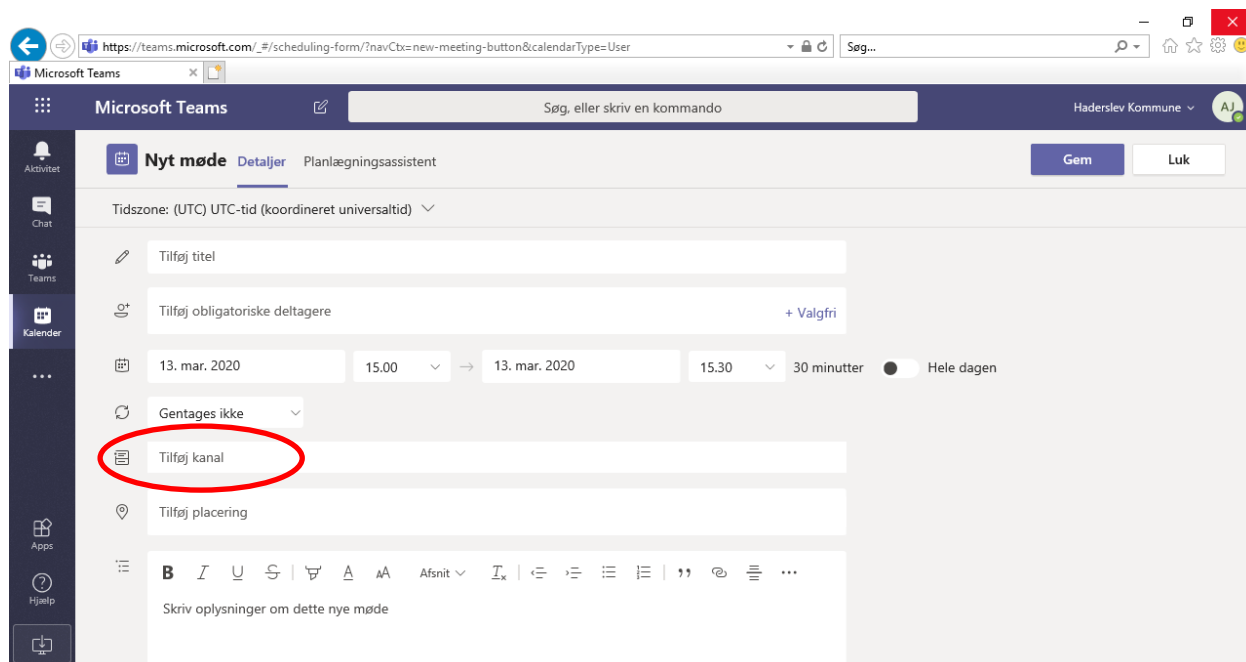 https://teams.microsoft.com/_#/scheduling-form/?navCtx=new-meeting-button&calendarType=User
Søg...
Microsoft Teams
Microsoft Teams
Søg, eller skriv en kommando
Haderslev Kommune
AJ
Aktivitet
Chat
Teams
Kalender
Apps
Hjælp
Nyt møde Detaljer Planlægningsassistent
Gem Luk
Tidszone: (UTC) UTC-tid (koordineret universaltid)
Tilføj titel
Tilføj obligatoriske deltagere + Valgfri
13. mar. 2020 15.00 → 13. mar. 2020 15.30 30 minutter Hele dagen
Gentages ikke
Tilføj kanal
Tilføj placering
B I U S A AA Afsnit Ix
Skriv oplysninger om dette nye møde